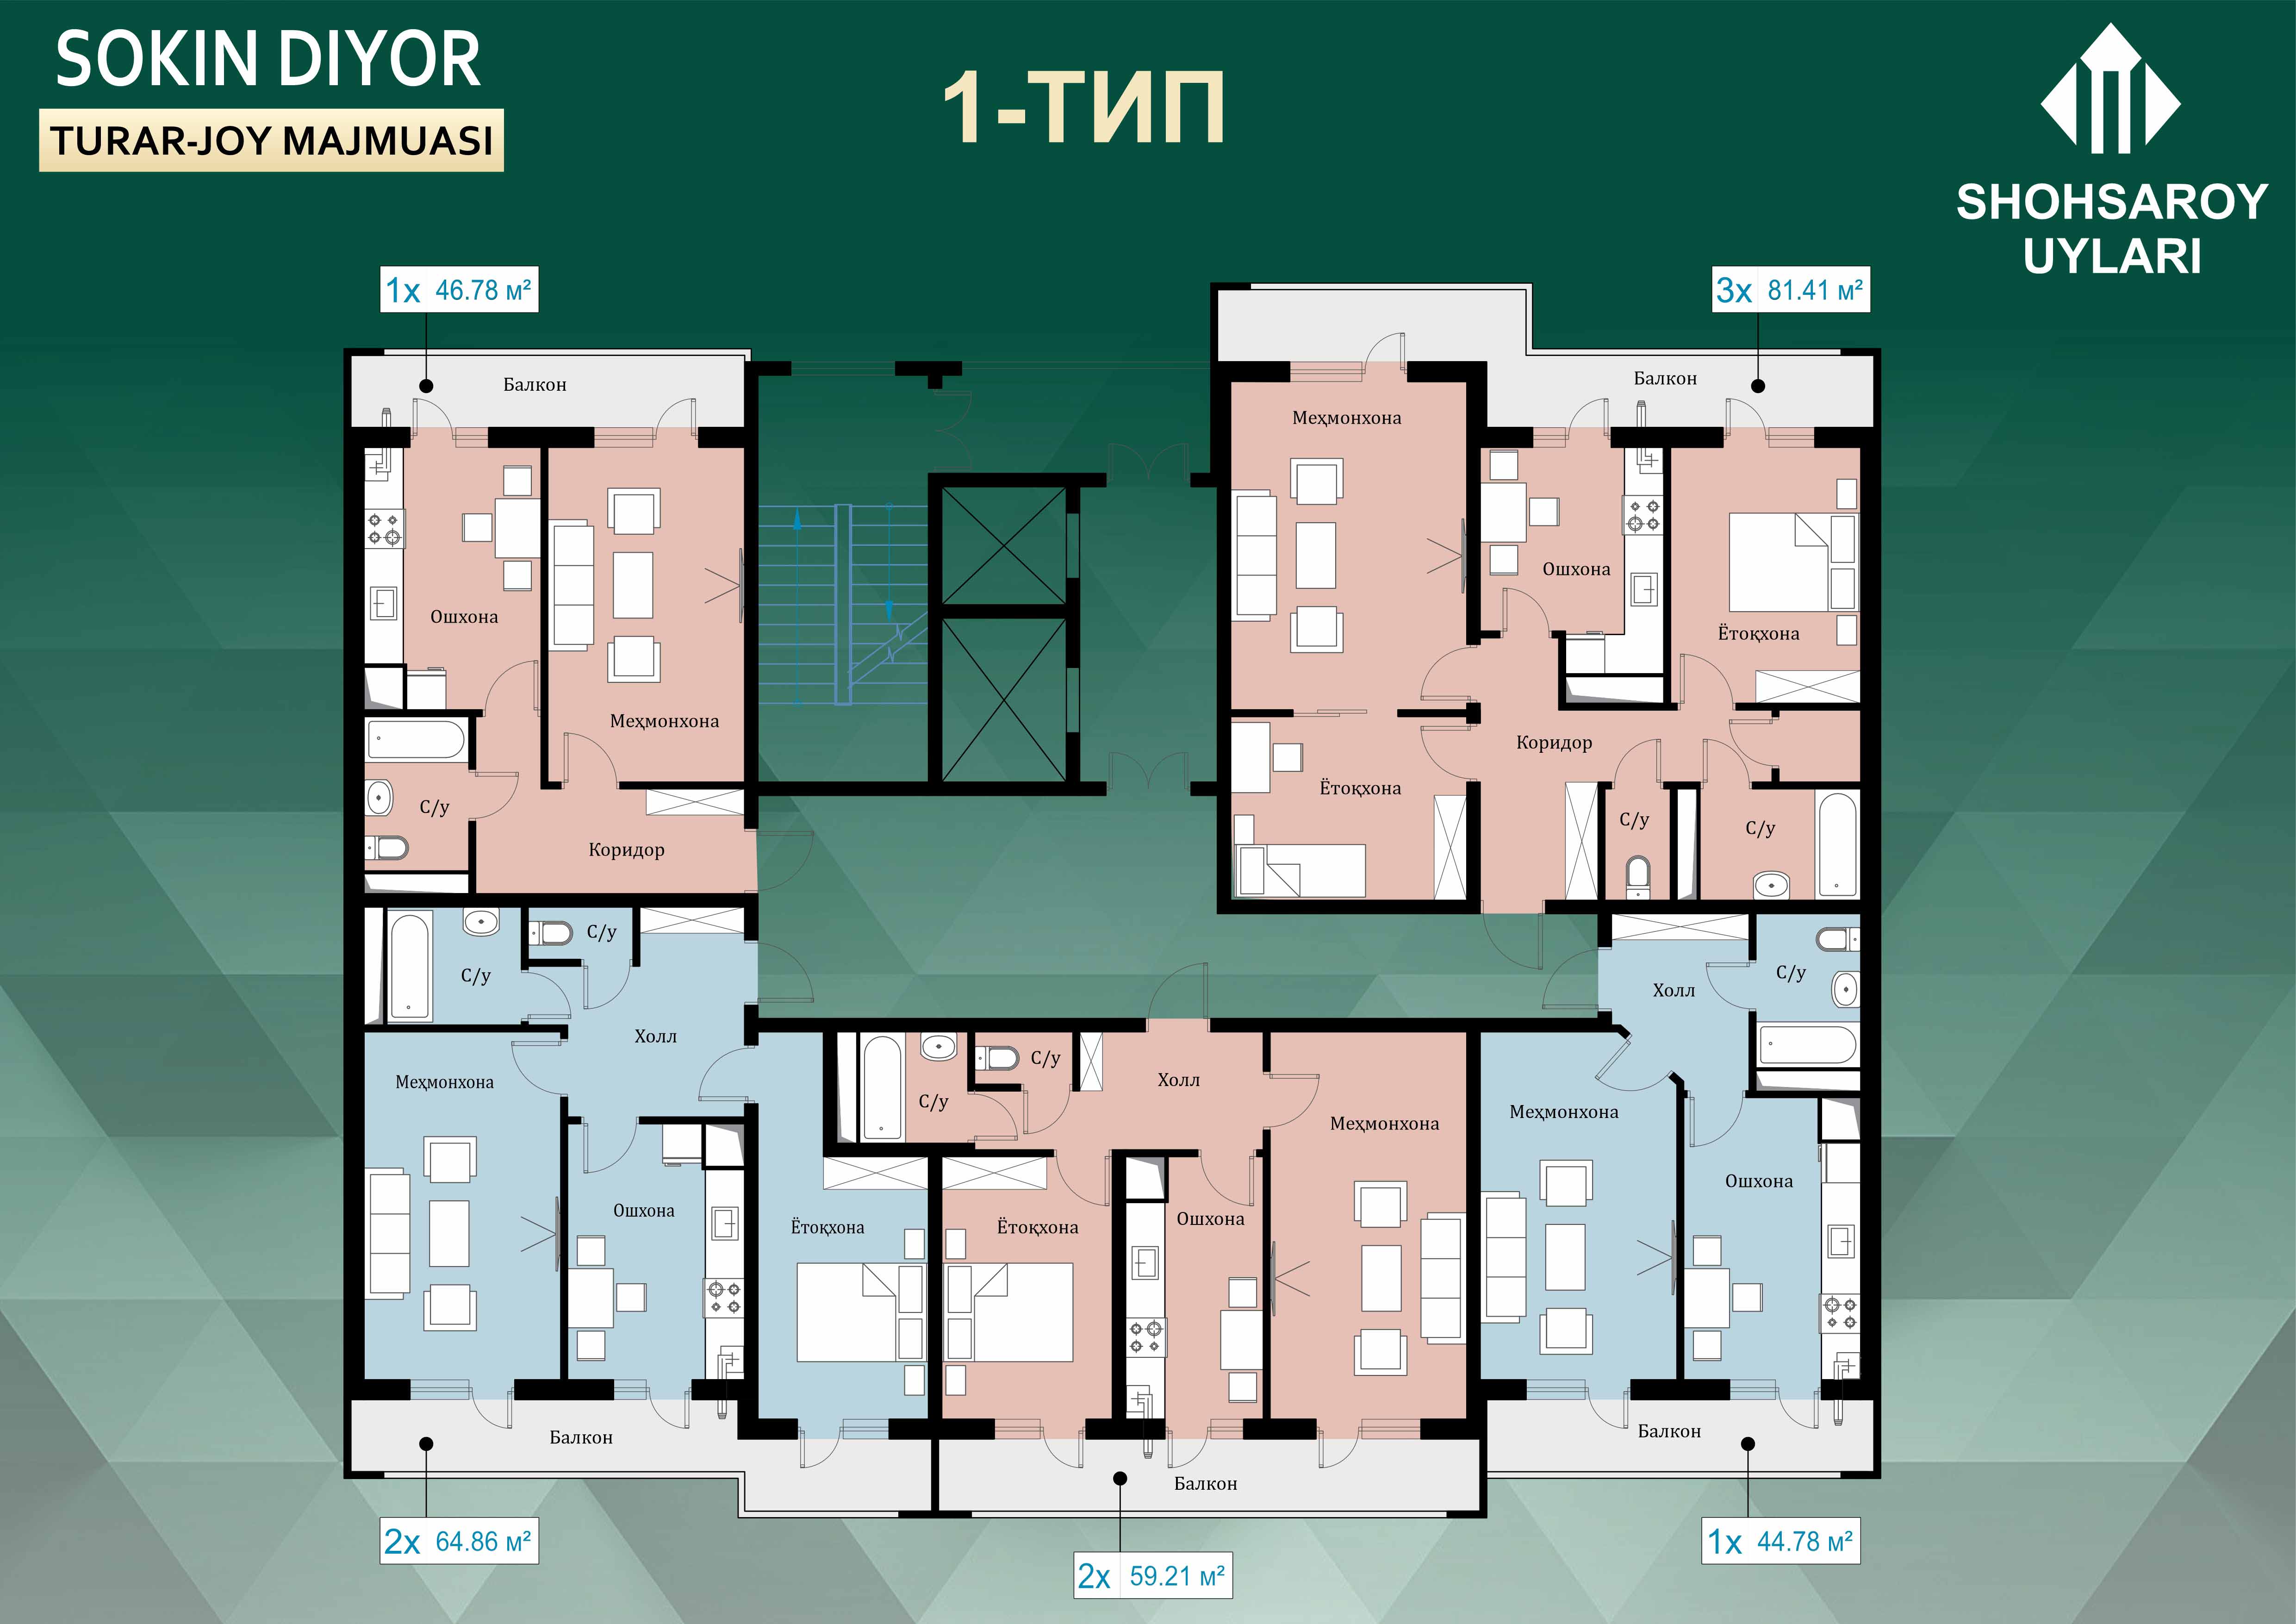 SOKIN DIYOR
TURAR-JOY MAJMUASI
1-ТИП
SHOHSAROY
UYLARI
1x 46.78 м²
3x 81.41 м²
Балкон
Балкон
Меҳмонхона
Ошхона
Ошхона
Ётоқхона
Меҳмонхона
Коридор
Ётоқхона
С/у
С/у
С/у
Коридор
С/у
С/у
С/у
Холл
Холл
Меҳмонхона
С/у
С/у
Холл
Меҳмонхона
Меҳмонхона
Ошхона
Ошхона
Ётоқхона
Ётоқхона
Ошхона
Балкон
Балкон
Балкон
2x 64.86 м²
2x 59.21 м²
1x 44.78 м²